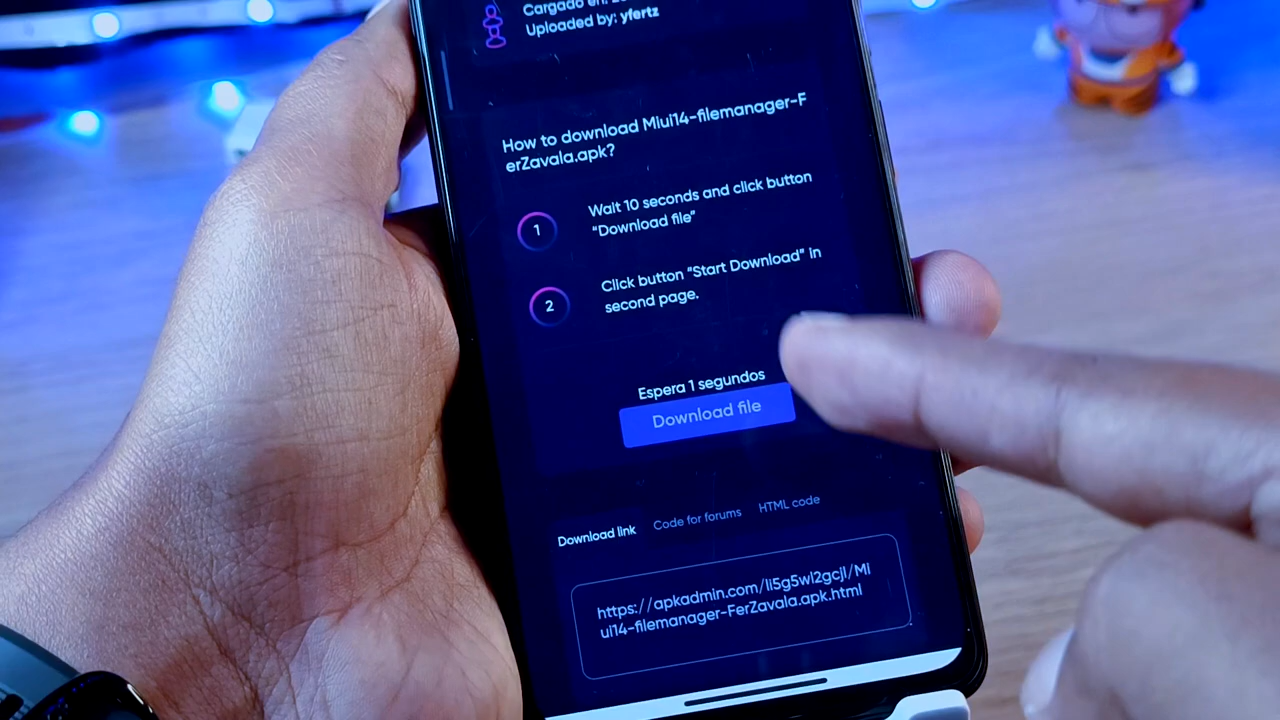 Cargado en:
Uploaded by: yfertz
How to download Miui14-filemanager-F
erZavala.apk?
1
Wait 10 seconds and click button
"Download file"
2
Click button "Start Download" in
second page.
Espera 1 segundos
Download file
Download link
Code for forums
HTML code
https://apkadmin.com/li5g5wl2gcjl/Mi
ui14-filemanager-FerZavala.apk.html